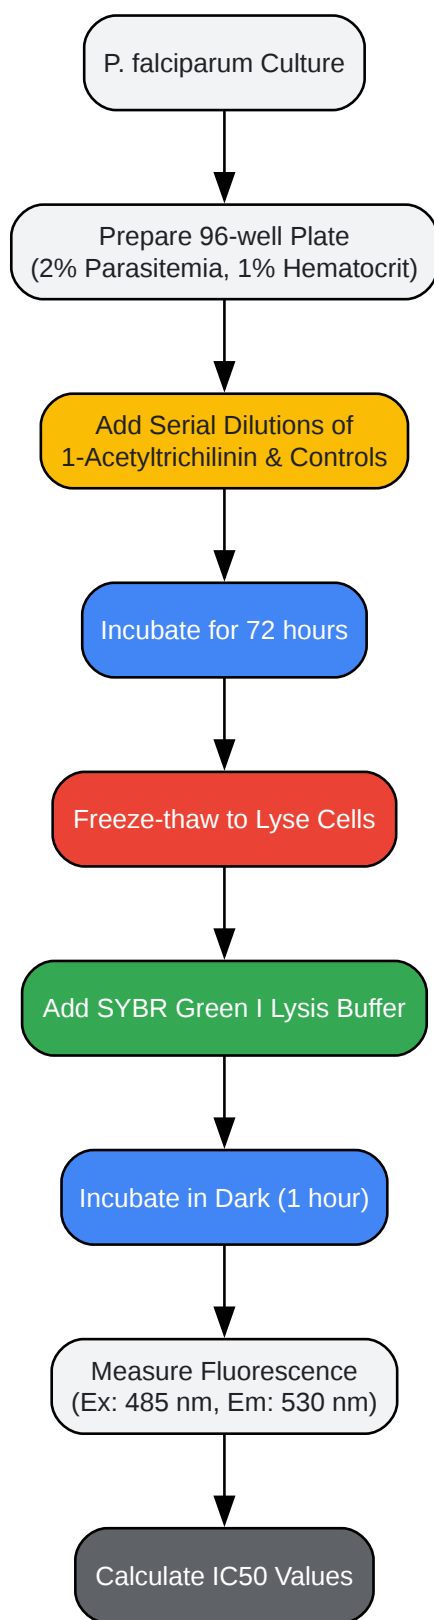 P. falciparum Culture
Prepare 96-well Plate
(2% Parasitemia, 1% Hematocrit)
Add Serial Dilutions of
1-Acetyltrichilinin & Controls
Incubate for 72 hours
Freeze-thaw to Lyse Cells
Add SYBR Green I Lysis Buffer
Incubate in Dark (1 hour)
Measure Fluorescence
(Ex: 485 nm, Em: 530 nm)
Calculate IC50 Values